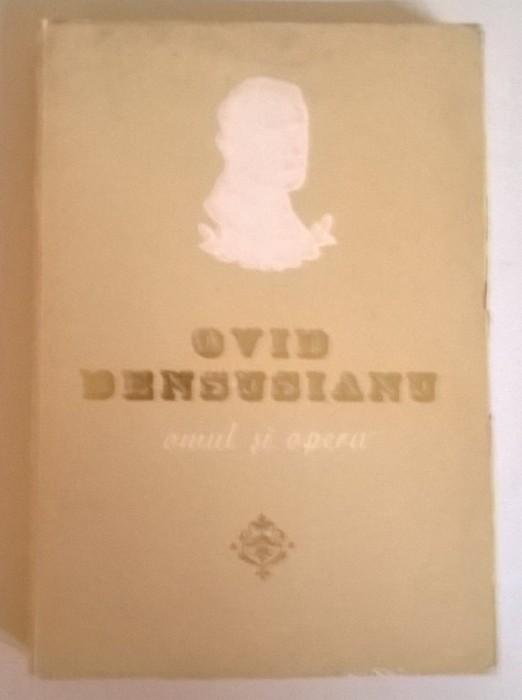 OVID
DENSUSIANU
omul și opera